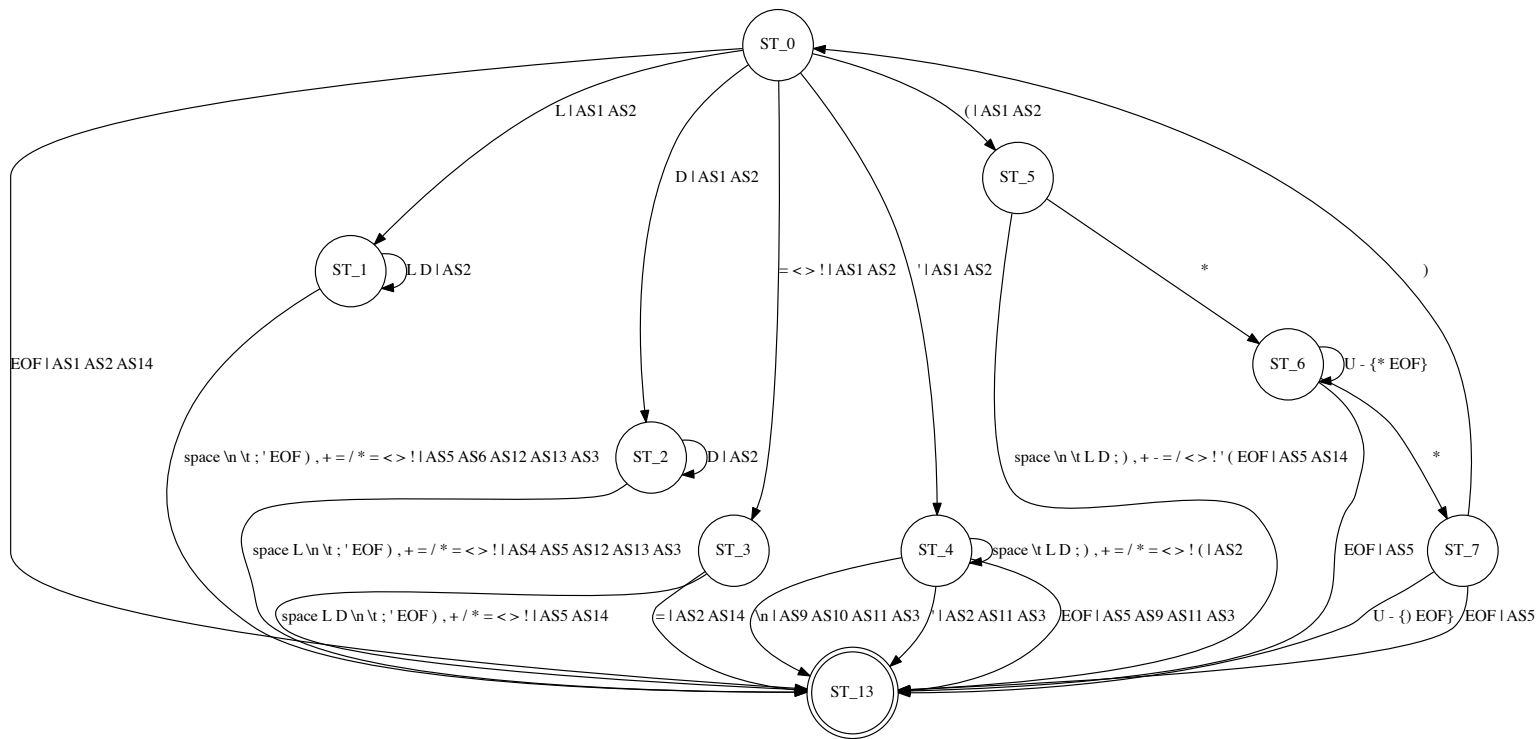 ST_0
L | AS1 AS2
( | AS1 AS2
D | AS1 AS2
ST_5
ST_1
L D | AS2
= < > ! | AS1 AS2
' | AS1 AS2
*
)
EOF | AS1 AS2 AS14
ST_6
U - {* EOF}
space \n \t ; ' EOF ) , + = / * = < > ! | AS5 AS6 AS12 AS13 AS3
ST_2
D | AS2
space \n \t L D ; ) , + - = / < > ! ' ( EOF | AS5 AS14
*
space L \n \t ; ' EOF ) , + = / * = < > ! | AS4 AS5 AS12 AS13 AS3
ST_3
ST_4
space \t L D ; ) , + = / * = < > ! ( | AS2
EOF | AS5
ST_7
space L D \n \t ; ' EOF ) , + / * = < > ! | AS5 AS14
= | AS2 AS14
\n | AS9 AS10 AS11 AS3
' | AS2 AS11 AS3
EOF | AS5 AS9 AS11 AS3
U - {) EOF}
EOF | AS5
ST_13